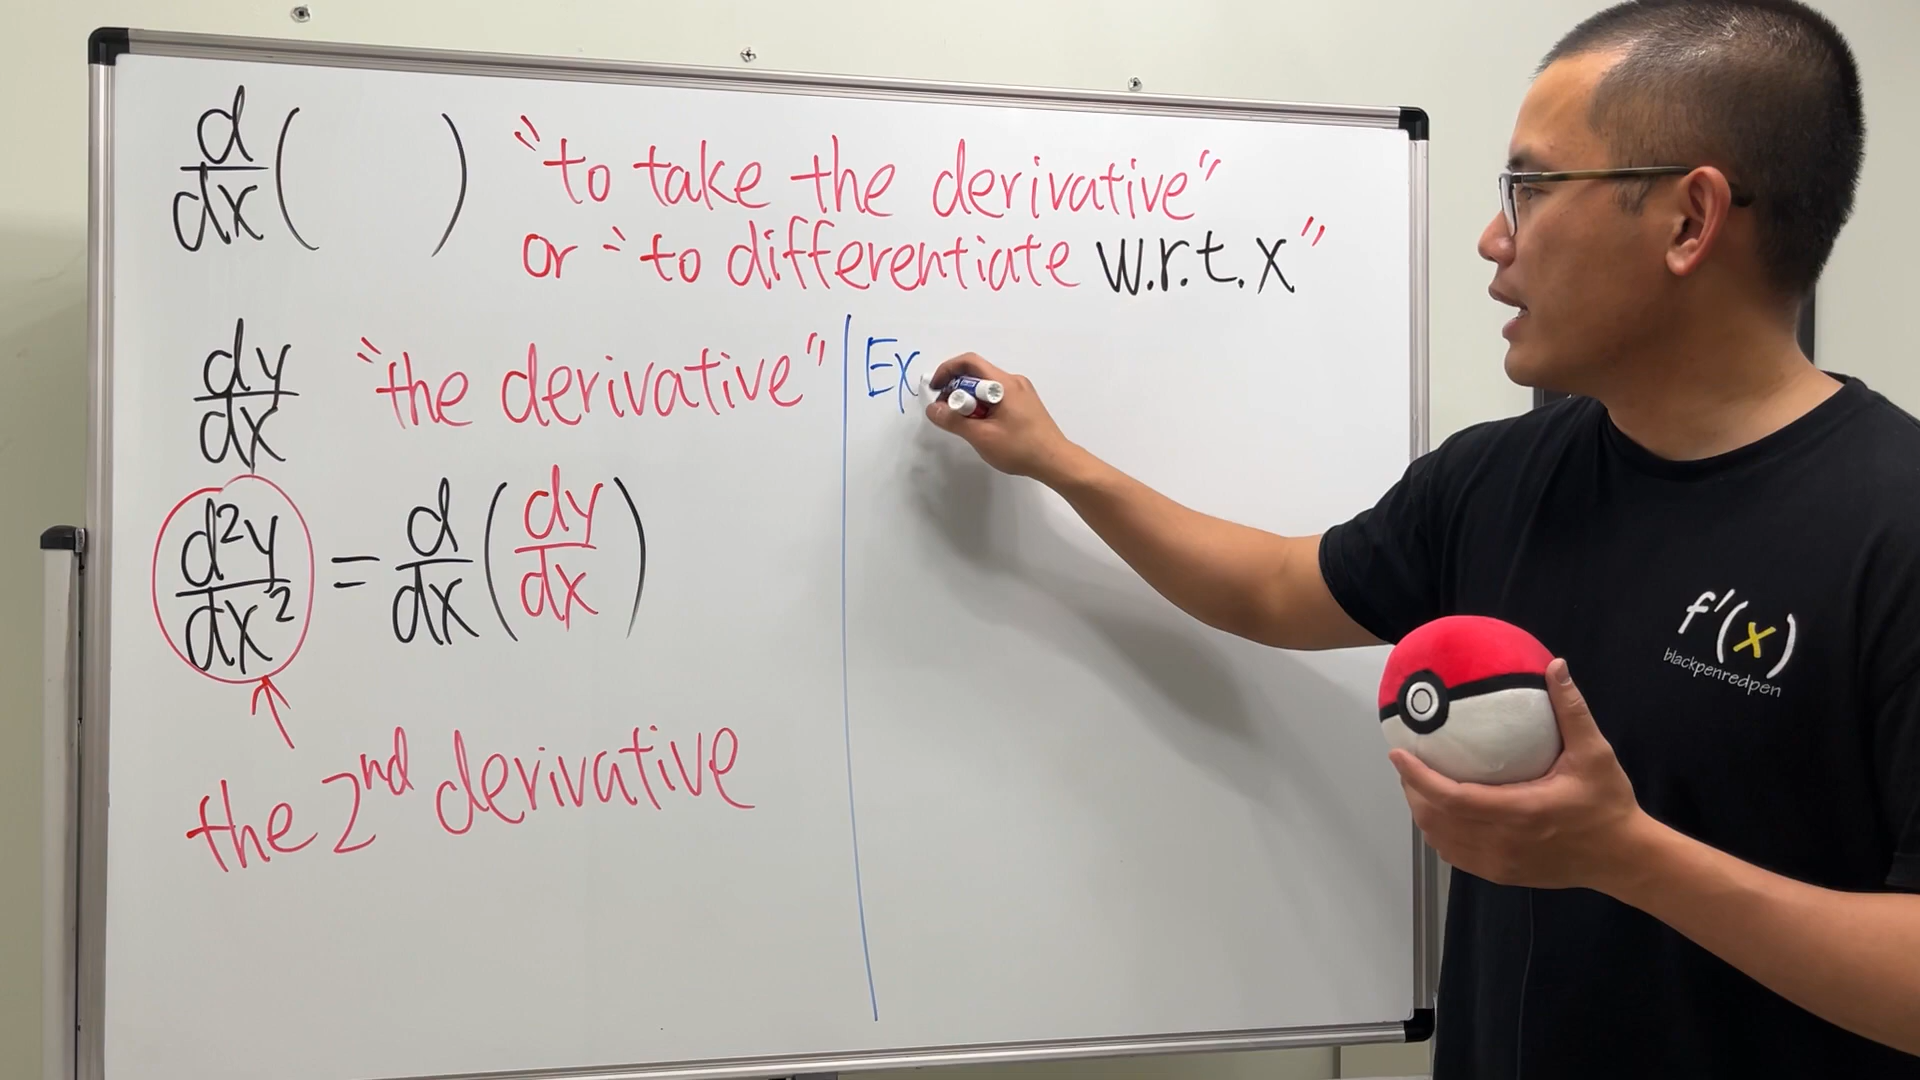 d/dx ( ) "to take the derivative"
or "to differentiate w.r.t. x"
dy/dx "the derivative"
Ex
d²y/dx² = d/dx (dy/dx)
the 2nd derivative
f'(x)
blackpenredpen